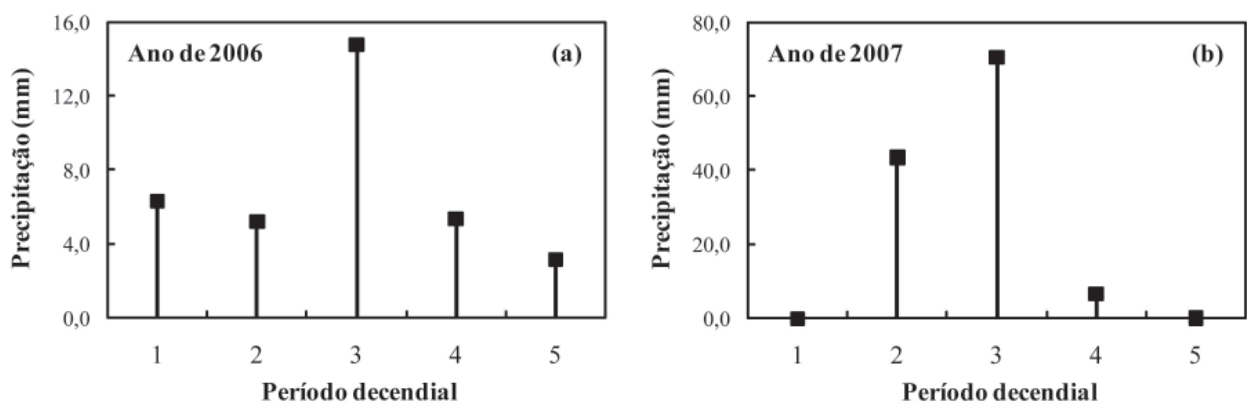 Ano de 2006 (a)
Precipitação (mm)
16,0
12,0
8,0
4,0
0,0
1 2 3 4 5
Período decendial
Ano de 2007 (b)
Precipitação (mm)
80,0
60,0
40,0
20,0
0,0
1 2 3 4 5
Período decendial